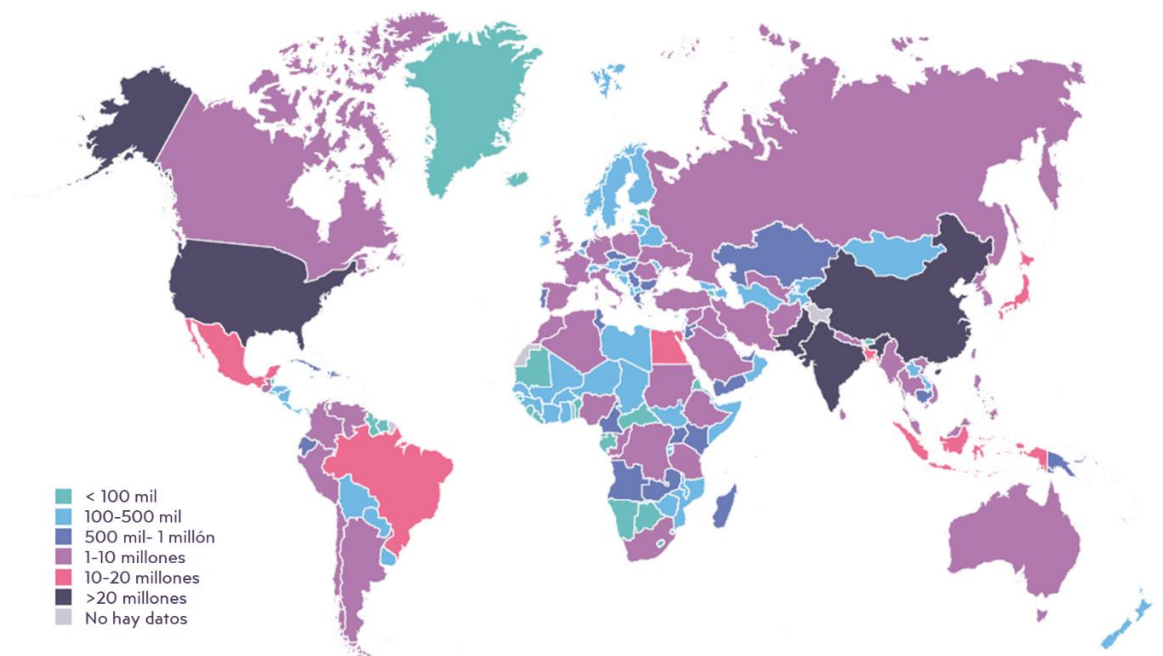 < 100 mil
100-500 mil
500 mil- 1 millón
1-10 millones
10-20 millones
>20 millones
No hay datos